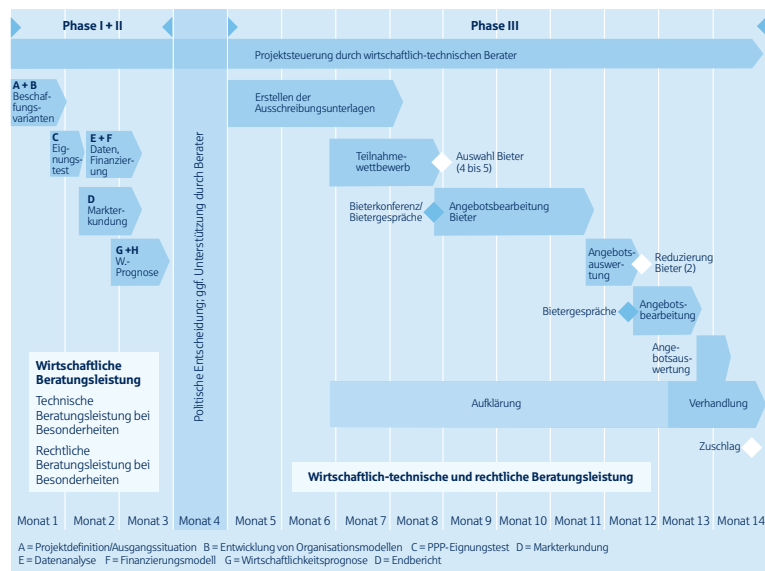 Phase I + II
Phase III
Projektsteuerung durch wirtschaftlich-technischen Berater
A + B
Beschaf-
fungs-
varianten
Erstellen der
Ausschreibungsunterlagen
C
Eig-
nungs-
test
E + F
Daten,
Finanzier-
ung
Teilnahme-
wettbewerb
Auswahl Bieter
(4 bis 5)
D
Markter-
kundung
Bieterkonferenz/
Bietergespräche
Angebotsbearbeitung
Bieter
G +H
W.-
Prognose
Angebots-
auswer-
tung
Reduzierung
Bieter (2)
Bietergespräche
Angebots-
bearbeitung
Politische Entscheidung; ggf. Unterstützung durch Berater
Ange-
botsaus-
wertung
Wirtschaftliche
Beratungsleistung
Technische
Beratungsleistung bei
Besonderheiten
Rechtliche
Beratungsleistung bei
Besonderheiten
Aufklärung
Verhandlung
Zuschlag
Wirtschaftlich-technische und rechtliche Beratungsleistung
Monat 1 Monat 2 Monat 3 Monat 4 Monat 5 Monat 6 Monat 7 Monat 8 Monat 9 Monat 10 Monat 11 Monat 12 Monat 13 Monat 14
A = Projektdefinition/Ausgangssituation B = Entwicklung von Organisationsmodellen C = PPP-Eignungstest D = Markterkundung
E = Datenanalyse F = Finanzierungsmodell G = Wirtschaftlichkeitsprognose D = Endbericht